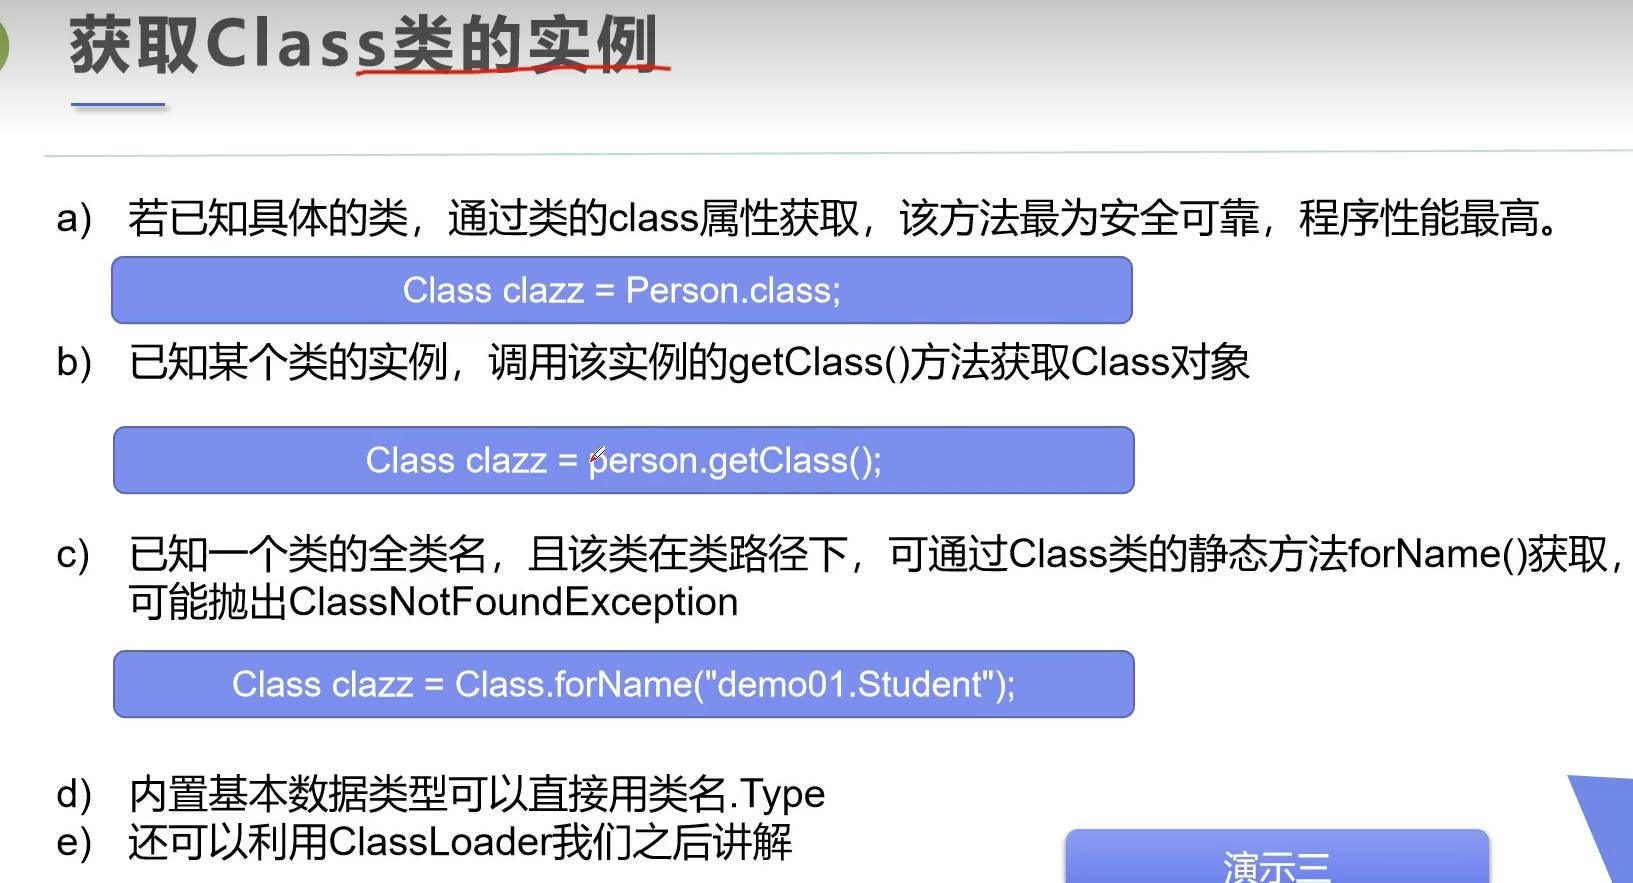 获取Class类的实例
a) 若已知具体的类，通过类的class属性获取，该方法最为安全可靠，程序性能最高。
Class clazz = Person.class;
b) 已知某个类的实例，调用该实例的getClass()方法获取Class对象
Class clazz = person.getClass();
c) 已知一个类的全类名，且该类在类路径下，可通过Class类的静态方法forName()获取，
可能抛出ClassNotFoundException
Class clazz = Class.forName("demo01.Student");
d) 内置基本数据类型可以直接用类名.Type
e) 还可以利用ClassLoader我们之后讲解
演示三